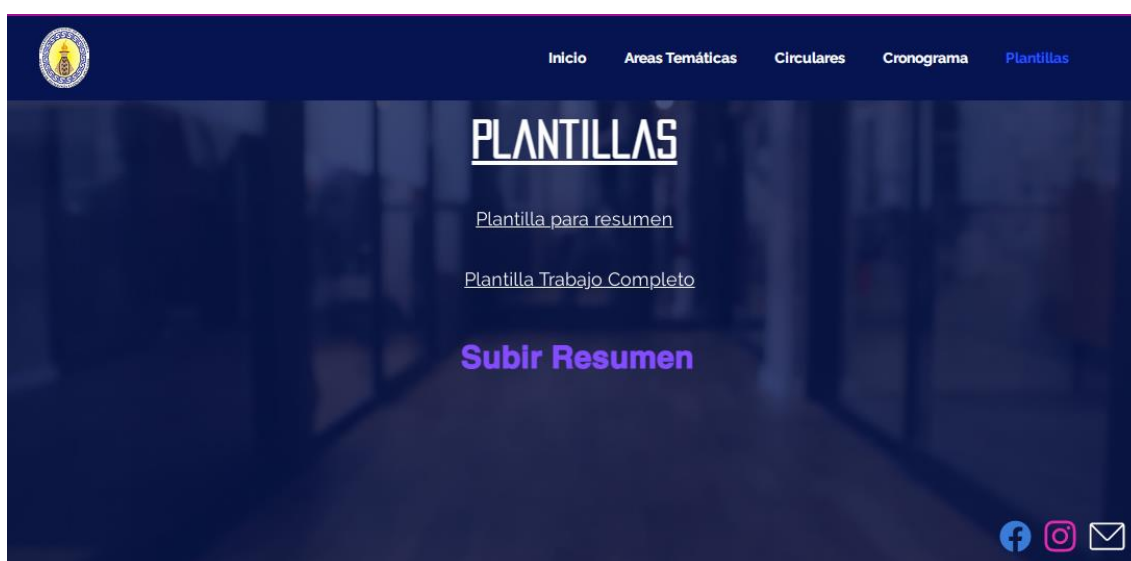 Inicio Areas Temáticas Circulares Cronograma Plantillas
PLANTILLAS
Plantilla para resumen
Plantilla Trabajo Completo
Subir Resumen